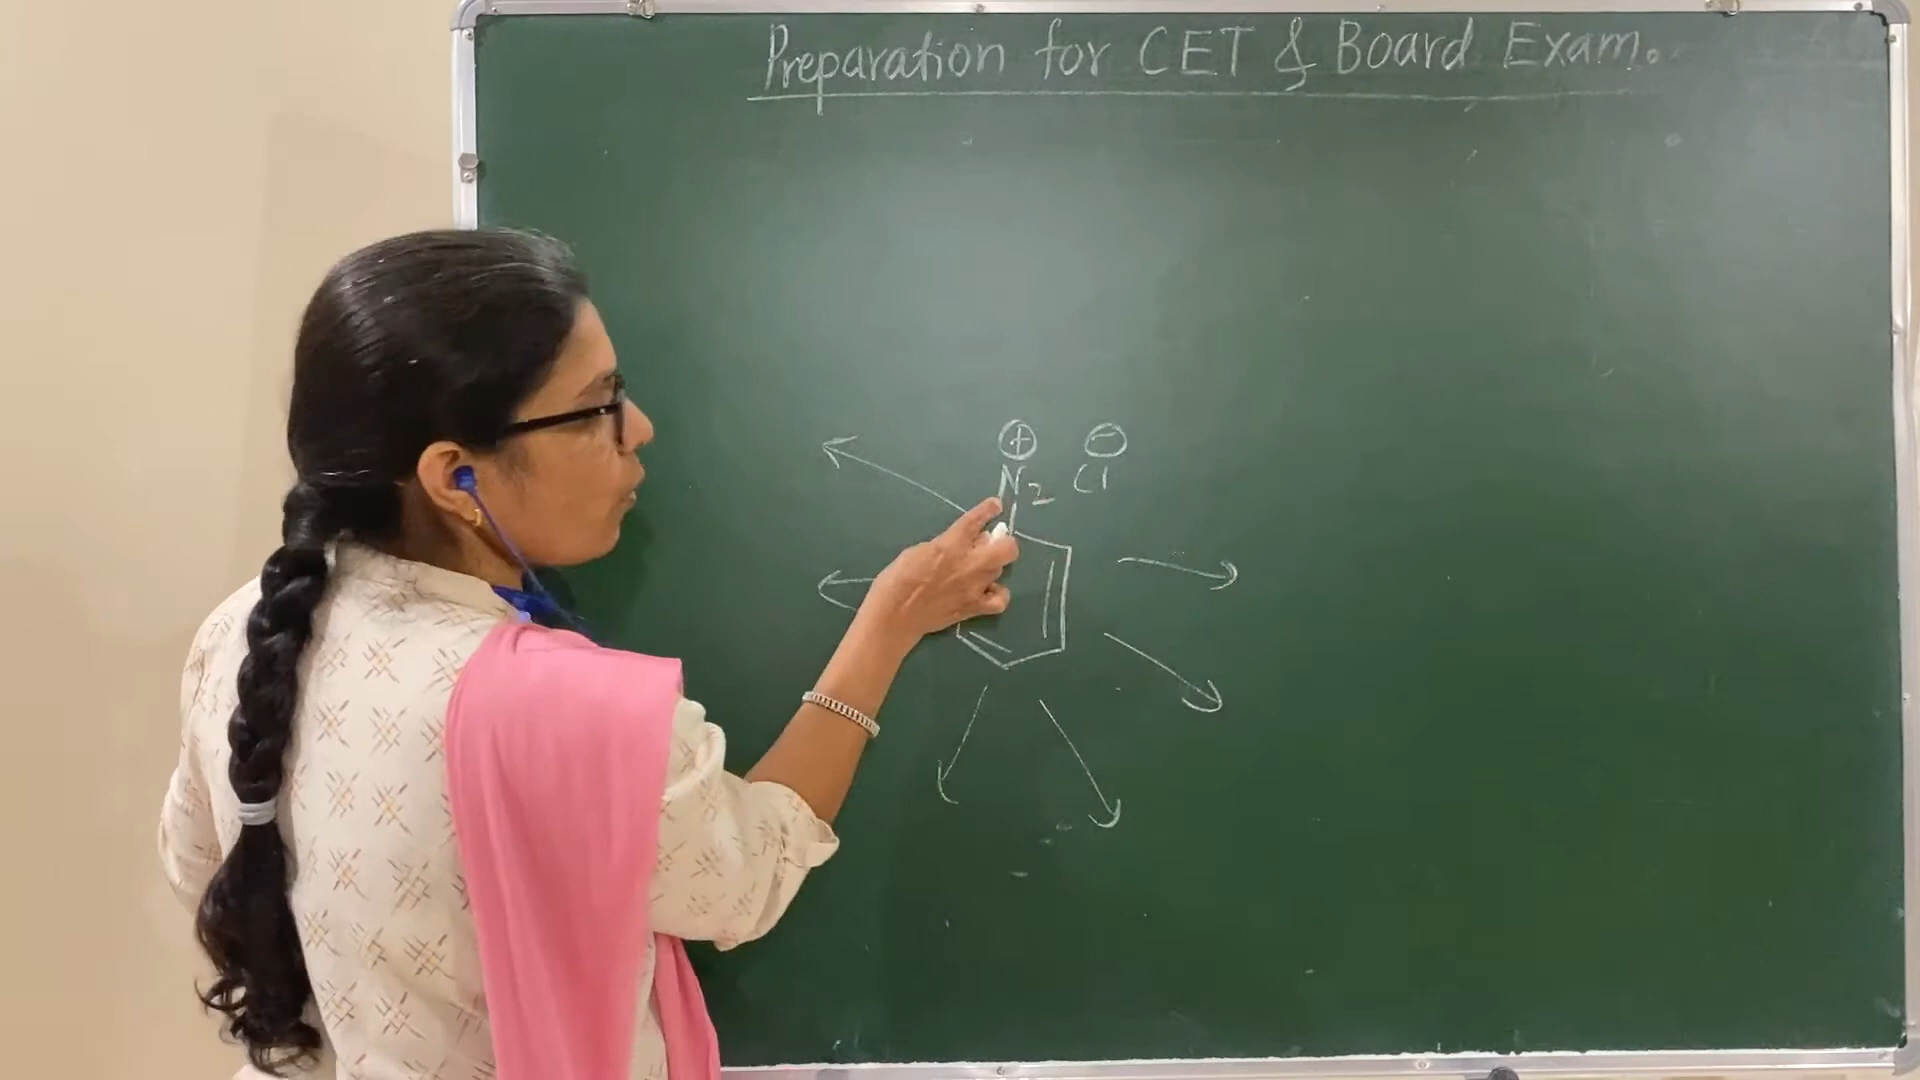 Preparation for CET & Board Exam.
⊕ ⊖
N2 Cl